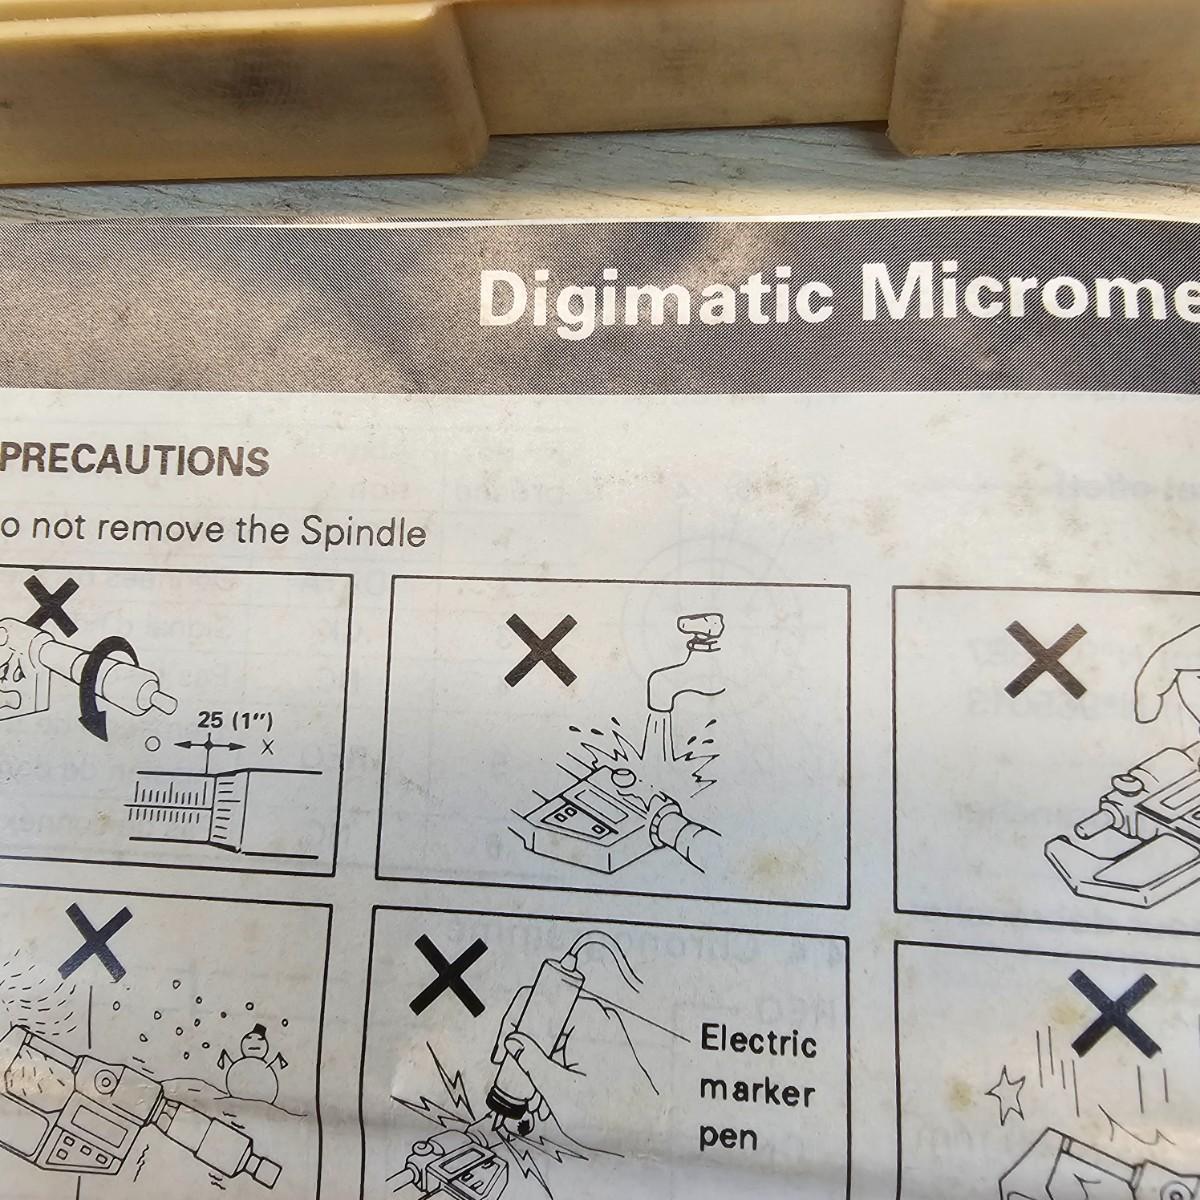 Digimatic Microme
PRECAUTIONS
o not remove the Spindle
25 (1")
Electric
marker
pen